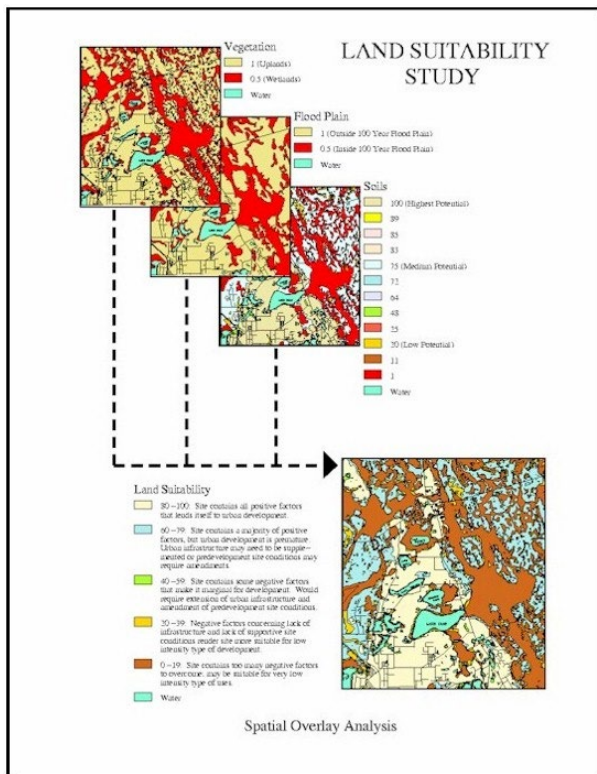 LAND SUITABILITY
STUDY
Vegetation
1 (Uplands)
0.5 (Wetlands)
Water
Flood Plain
1 (Outside 100 Year Flood Plain)
0.5 (Inside 100 Year Flood Plain)
Water
Soils
100 (Highest Potential)
89
85
83
75 (Medium Potential)
72
64
48
25
20 (Low Potential)
11
1
Water
Land Suitability
80-100: Site contains all positive factors
that lends itself to urban development.
60-79: Site contains a majority of positive
factors, but urban development is premature.
Urban infrastructure may need to be supple-
mented or predevelopment site conditions may
require amendments.
40-59: Site contains some negative factors
that make it marginal for development. Would
require extension of urban infrastructure and
amendment of predevelopment site conditions.
20-39: Negative factors concerning lack of
infrastructure and lack of supportive site
conditions render site more suitable for low
intensity type of development.
0-19: Site contains too many negative factors
to overcome; may be suitable for very low
intensity type of uses.
Water
Spatial Overlay Analysis